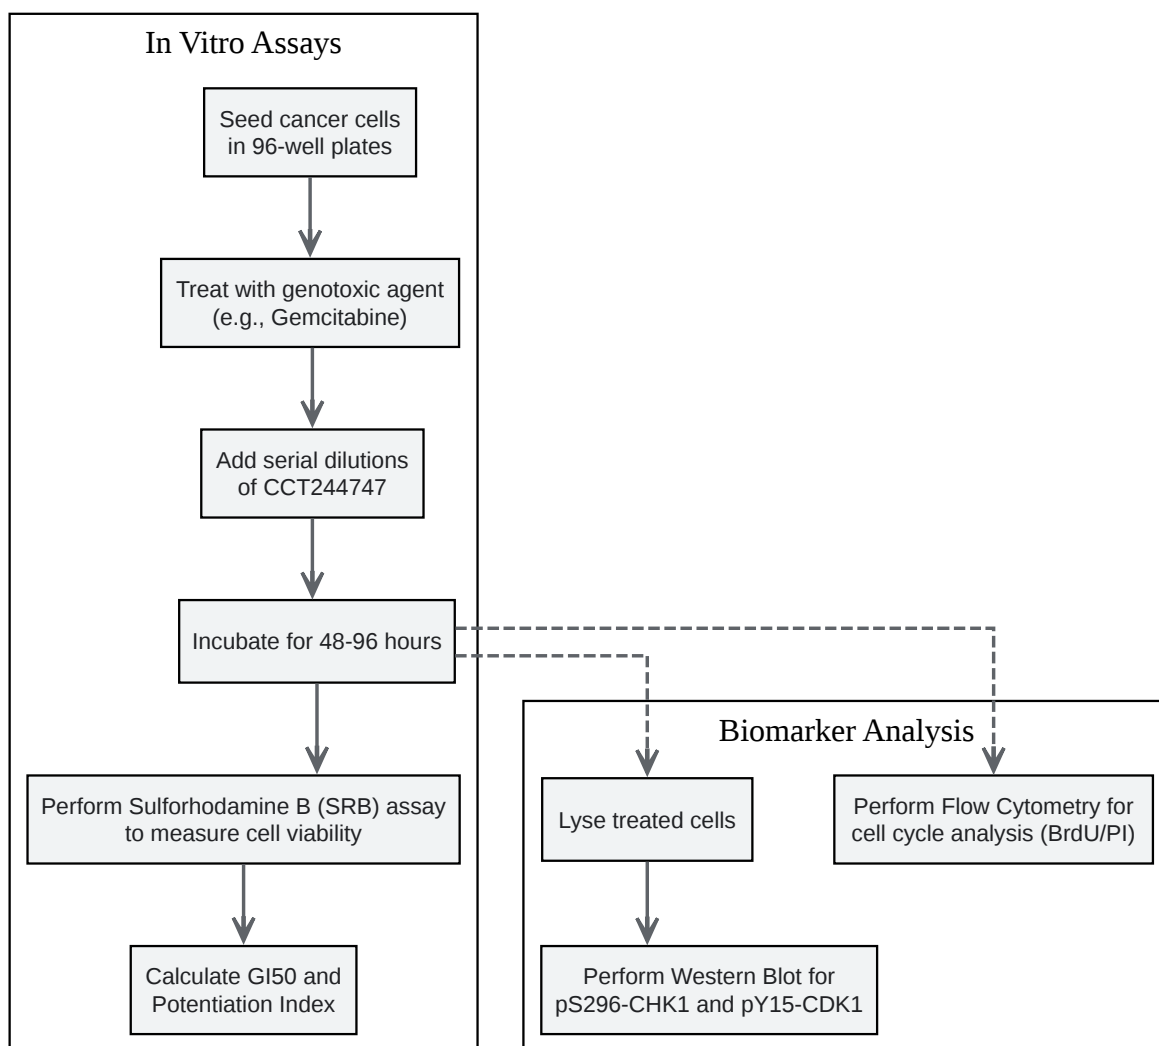 In Vitro Assays
Seed cancer cells
in 96-well plates
Treat with genotoxic agent
(e.g., Gemcitabine)
Add serial dilutions
of CCT244747
Incubate for 48-96 hours
Perform Sulforhodamine B (SRB) assay
to measure cell viability
Calculate GI50 and
Potentiation Index
Biomarker Analysis
Lyse treated cells
Perform Flow Cytometry for
cell cycle analysis (BrdU/PI)
Perform Western Blot for
pS296-CHK1 and pY15-CDK1